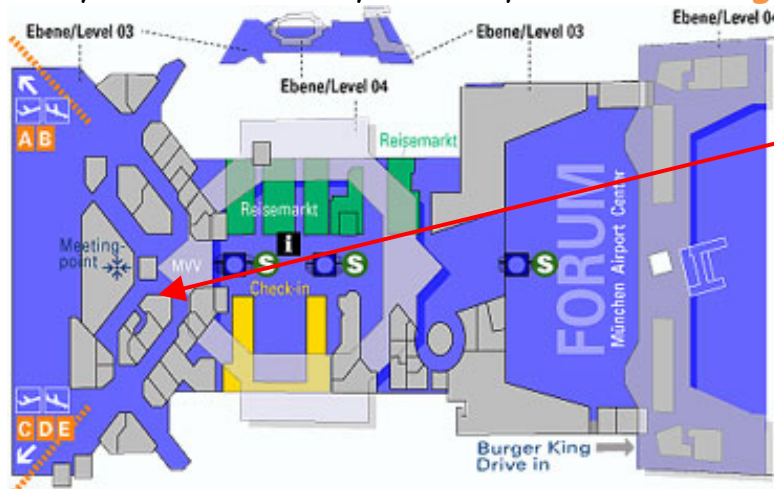 Ebene/Level 03
Ebene/Level 03
Ebene/Level 04
Ebene/Level 04
A B
Reisemarkt
Reisemarkt
i
Meeting-
point
MVV
S
S
S
Check-in
FORUM
München Airport Center
C D E
Burger King
Drive in